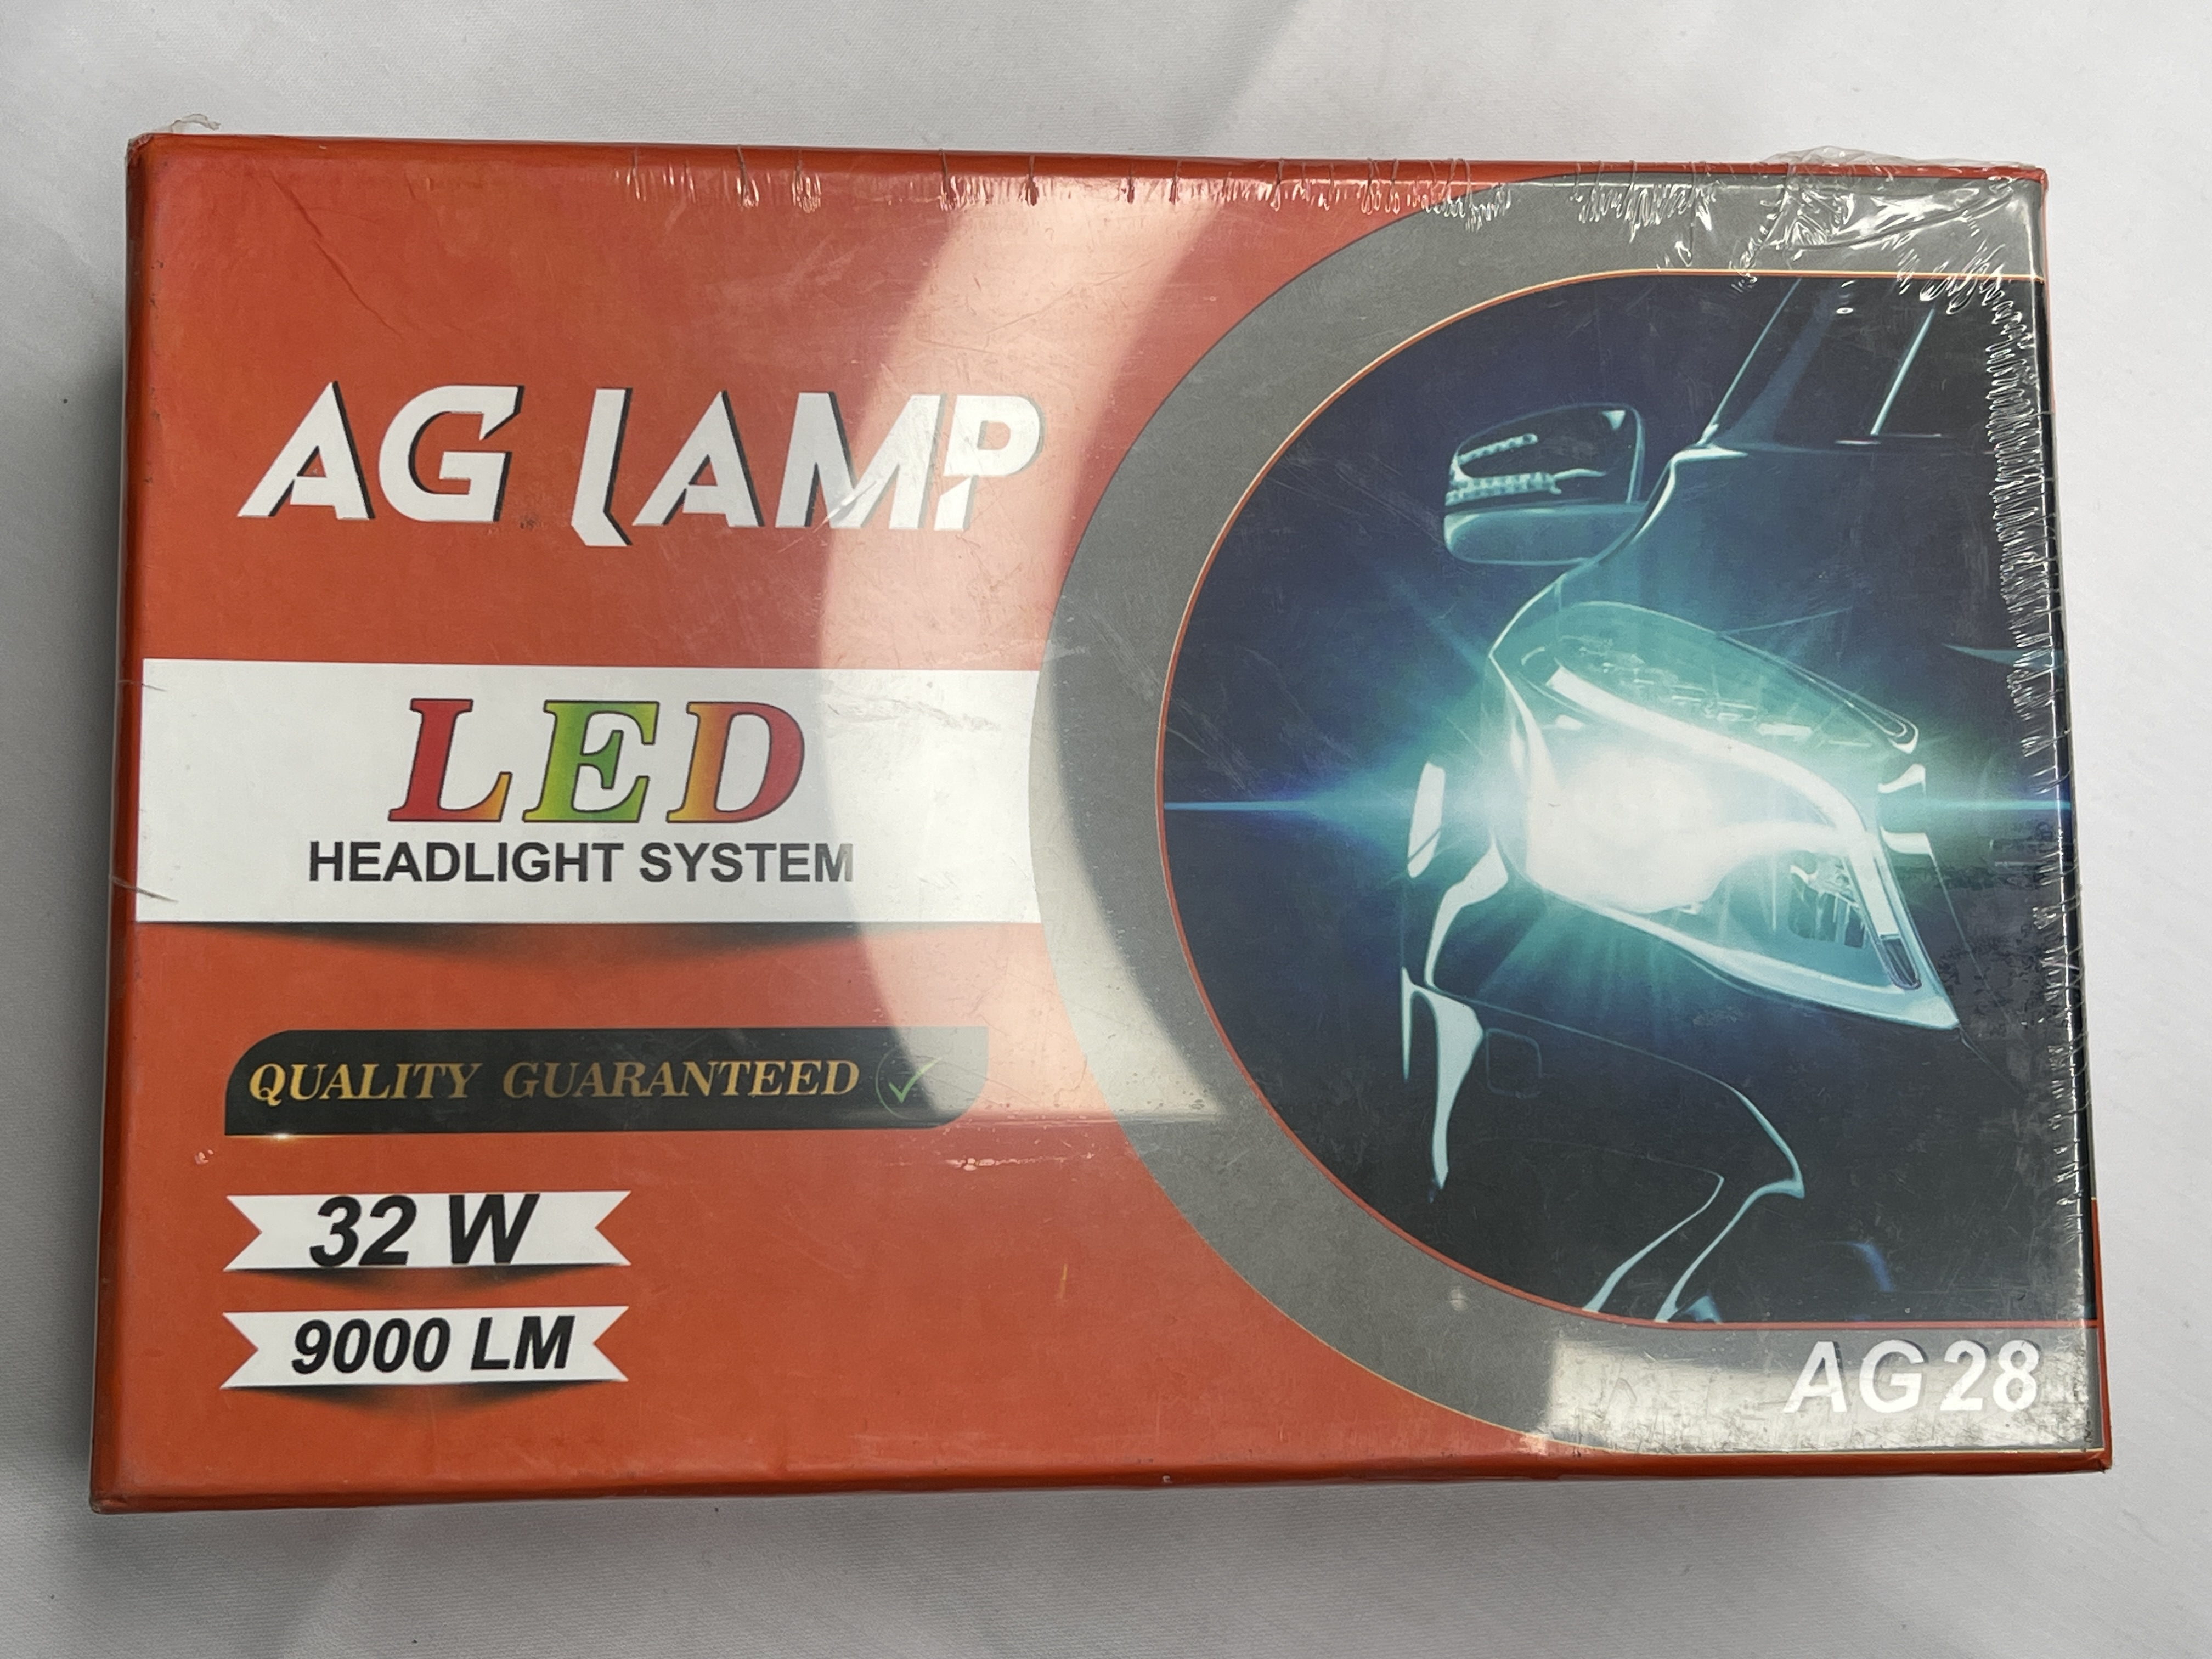 AG LAMP
LED
HEADLIGHT SYSTEM
QUALITY GUARANTEED
32 W
9000 LM
AG 28